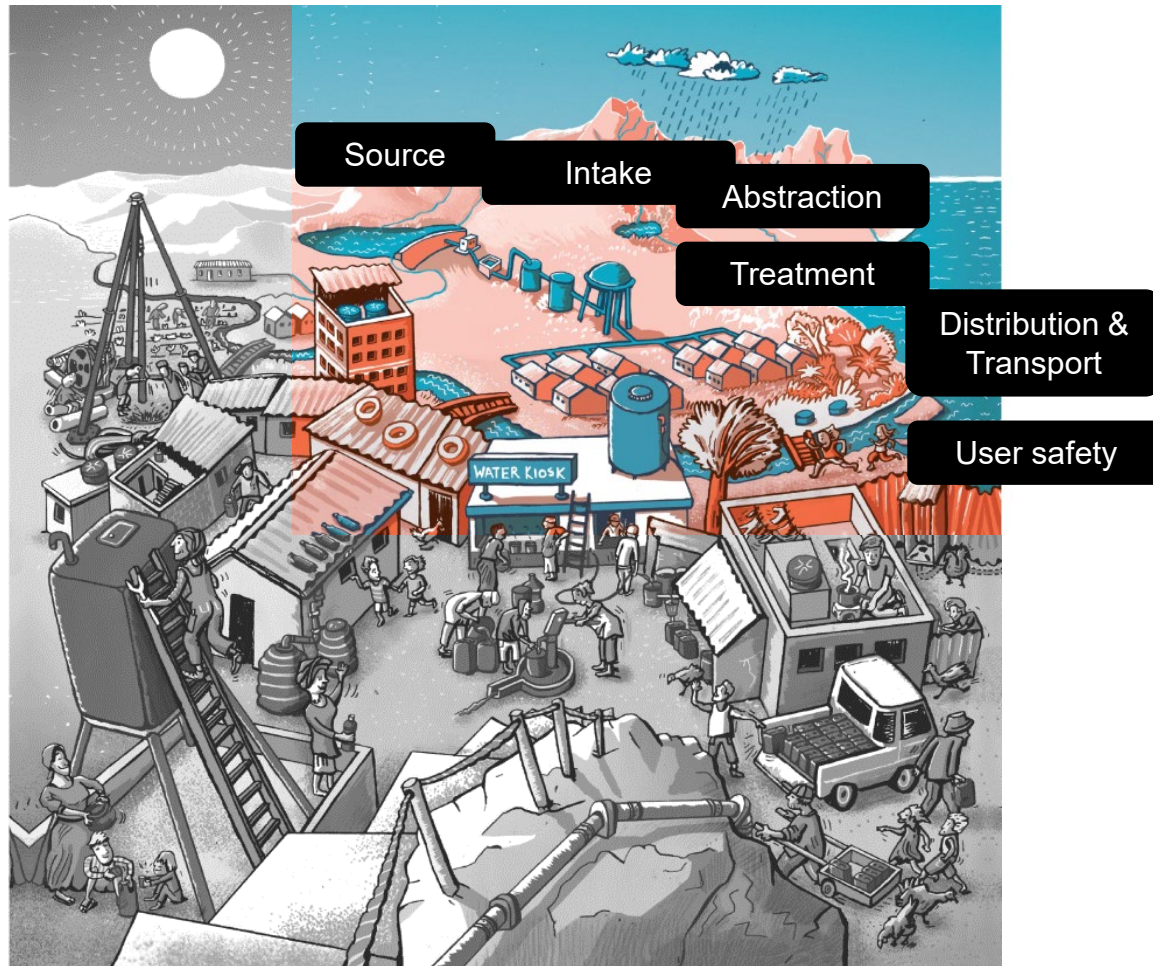 Source
Intake
Abstraction
Treatment
Distribution &
Transport
User safety
WATER KIOSK